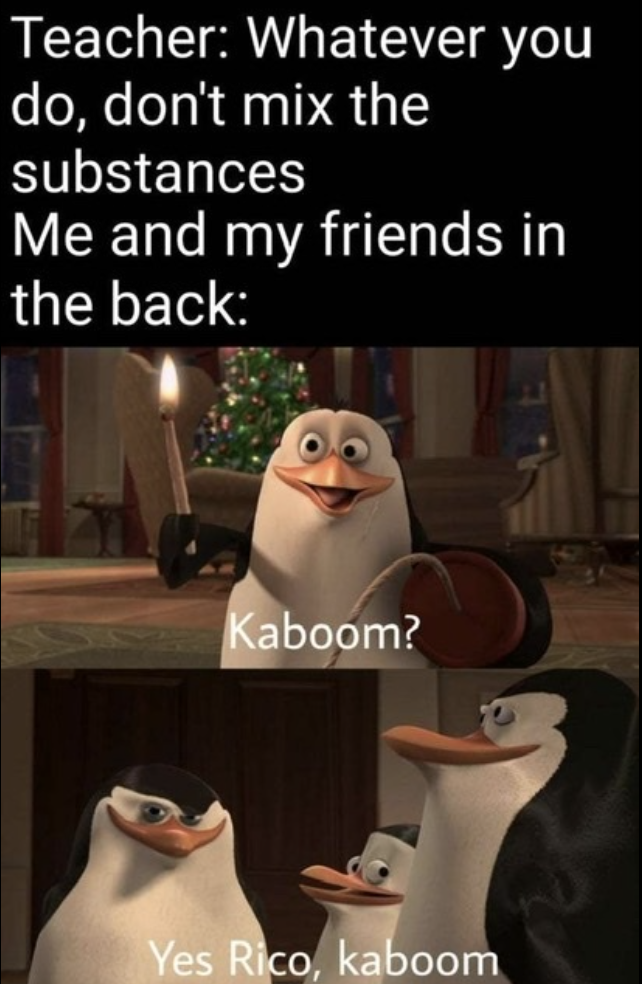 Teacher: Whatever you
do, don't mix the
substances
Me and my friends in
the back:
Kaboom?
Yes Rico, kaboom